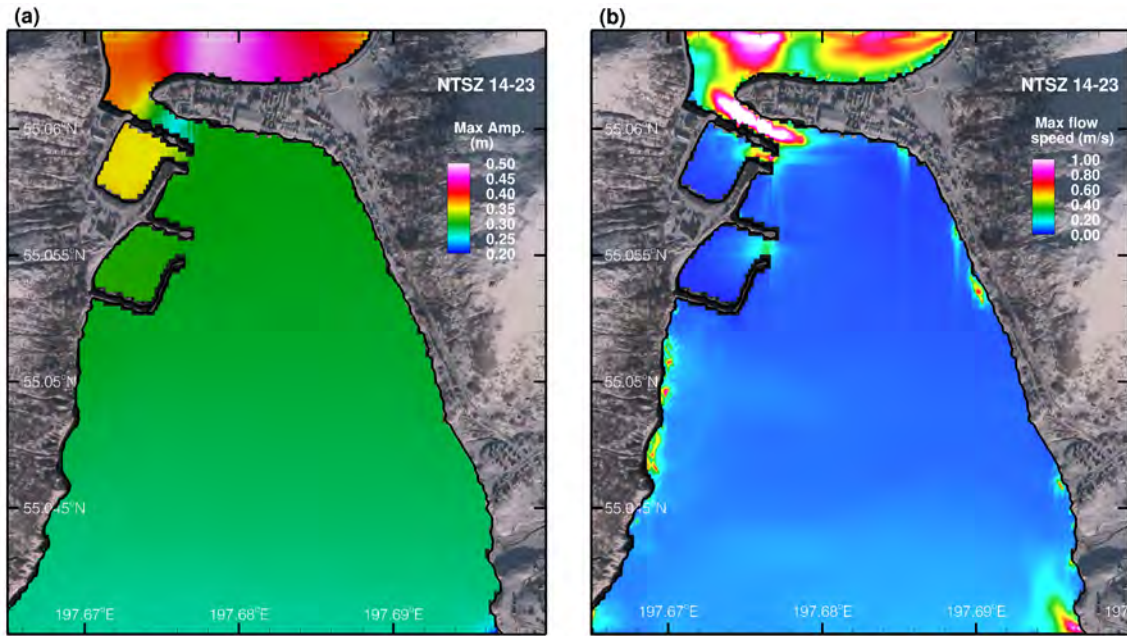 (a)
NTSZ 14-23
Max Amp.
(m)
0.50
0.45
0.40
0.35
0.30
0.25
0.20
55.06°N
55.055°N
55.05°N
55.045°N
197.67°E
197.68°E
197.69°E
(b)
NTSZ 14-23
Max flow
speed (m/s)
1.00
0.80
0.60
0.40
0.20
0.00
55.06°N
55.055°N
55.05°N
55.045°N
197.67°E
197.68°E
197.69°E